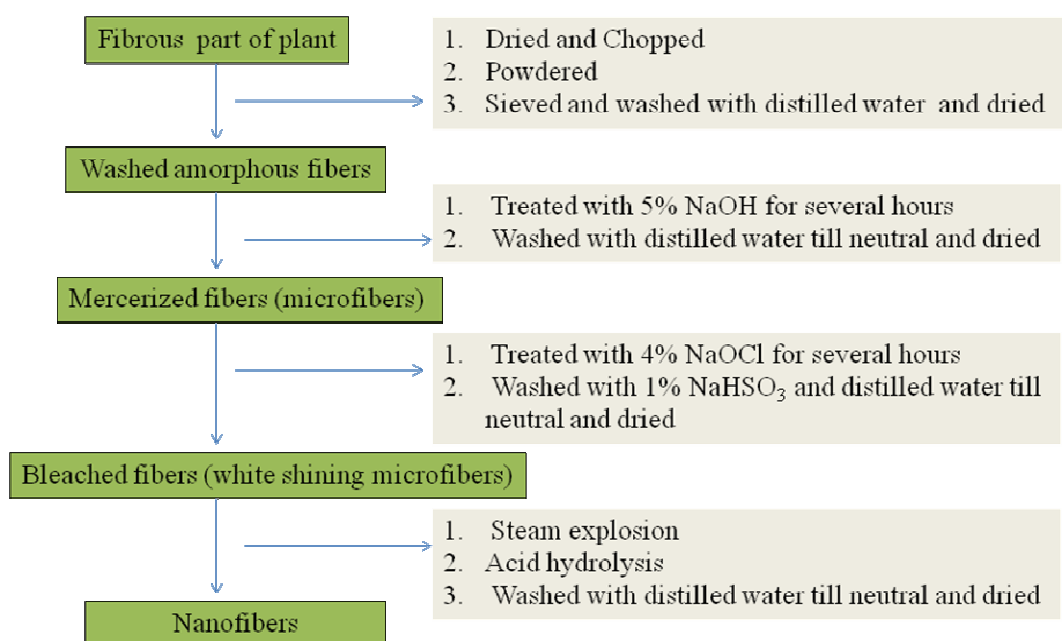 Fibrous part of plant
1. Dried and Chopped
2. Powdered
3. Sieved and washed with distilled water and dried
Washed amorphous fibers
1. Treated with 5% NaOH for several hours
2. Washed with distilled water till neutral and dried
Mercerized fibers (microfibers)
1. Treated with 4% NaOCl for several hours
2. Washed with 1% NaHSO₃ and distilled water till
neutral and dried
Bleached fibers (white shining microfibers)
1. Steam explosion
2. Acid hydrolysis
3. Washed with distilled water till neutral and dried
Nanofibers